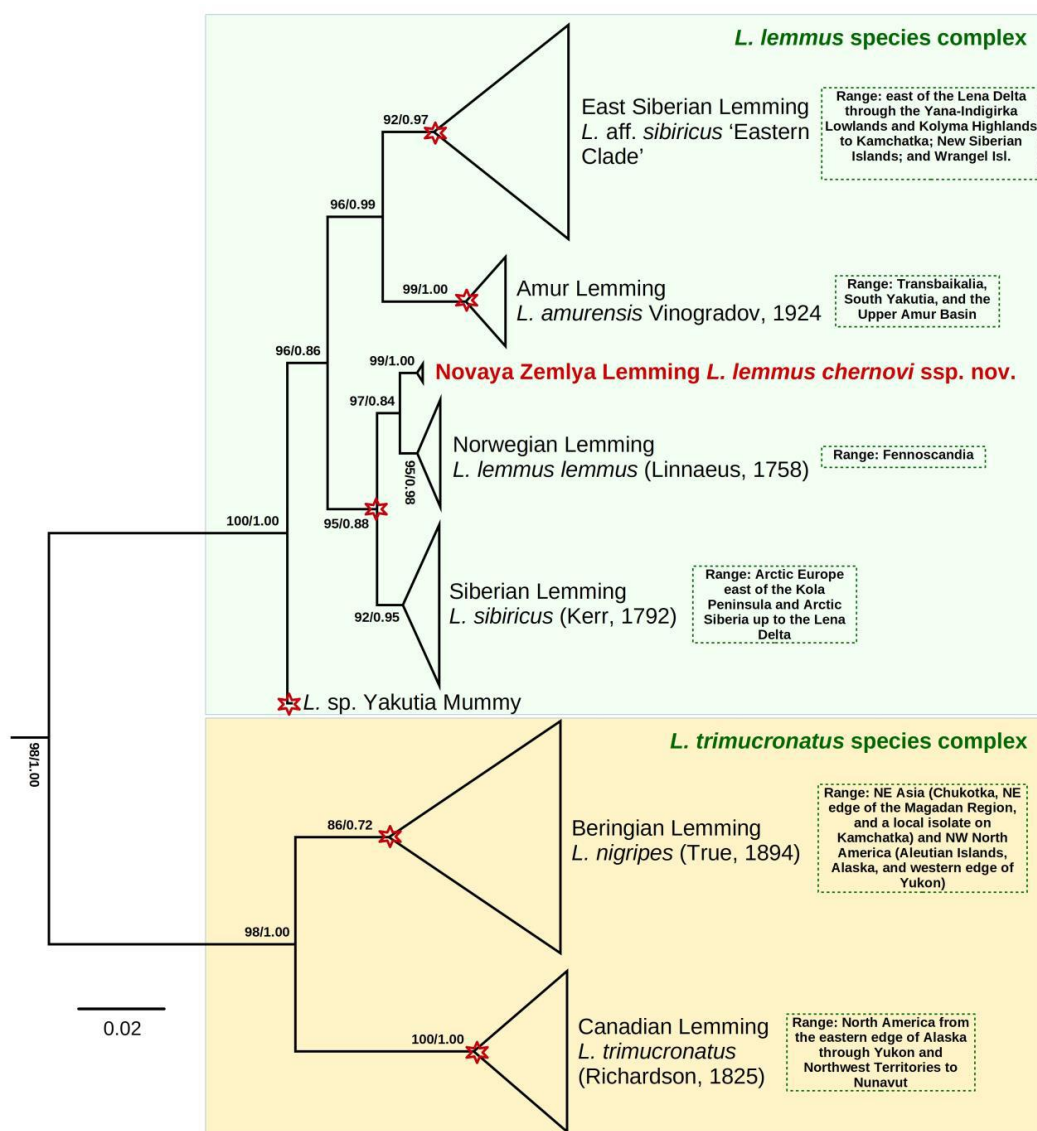 L. lemmus species complex
92/0.97
East Siberian Lemming
L. aff. sibiricus ‘Eastern
Clade’
Range: east of the Lena Delta
through the Yana-Indigirka
Lowlands and Kolyma Highlands
to Kamchatka; New Siberian
Islands; and Wrangel Isl.
96/0.99
99/1.00
Amur Lemming
L. amurensis Vinogradov, 1924
Range: Transbaikalia,
South Yakutia, and the
Upper Amur Basin
96/0.86
99/1.00
Novaya Zemlya Lemming L. lemmus chernovi ssp. nov.
97/0.84
Norwegian Lemming
L. lemmus lemmus (Linnaeus, 1758)
Range: Fennoscandia
95/0.98
100/1.00
95/0.88
Siberian Lemming
L. sibiricus (Kerr, 1792)
Range: Arctic Europe
east of the Kola
Peninsula and Arctic
Siberia up to the Lena
Delta
92/0.95
L. sp. Yakutia Mummy
98/1.00
L. trimucronatus species complex
86/0.72
Beringian Lemming
L. nigripes (True, 1894)
Range: NE Asia (Chukotka, NE
edge of the Magadan Region,
and a local isolate on
Kamchatka) and NW North
America (Aleutian Islands,
Alaska, and western edge of
Yukon)
98/1.00
0.02
100/1.00
Canadian Lemming
L. trimucronatus
(Richardson, 1825)
Range: North America from
the eastern edge of Alaska
through Yukon and
Northwest Territories to
Nunavut